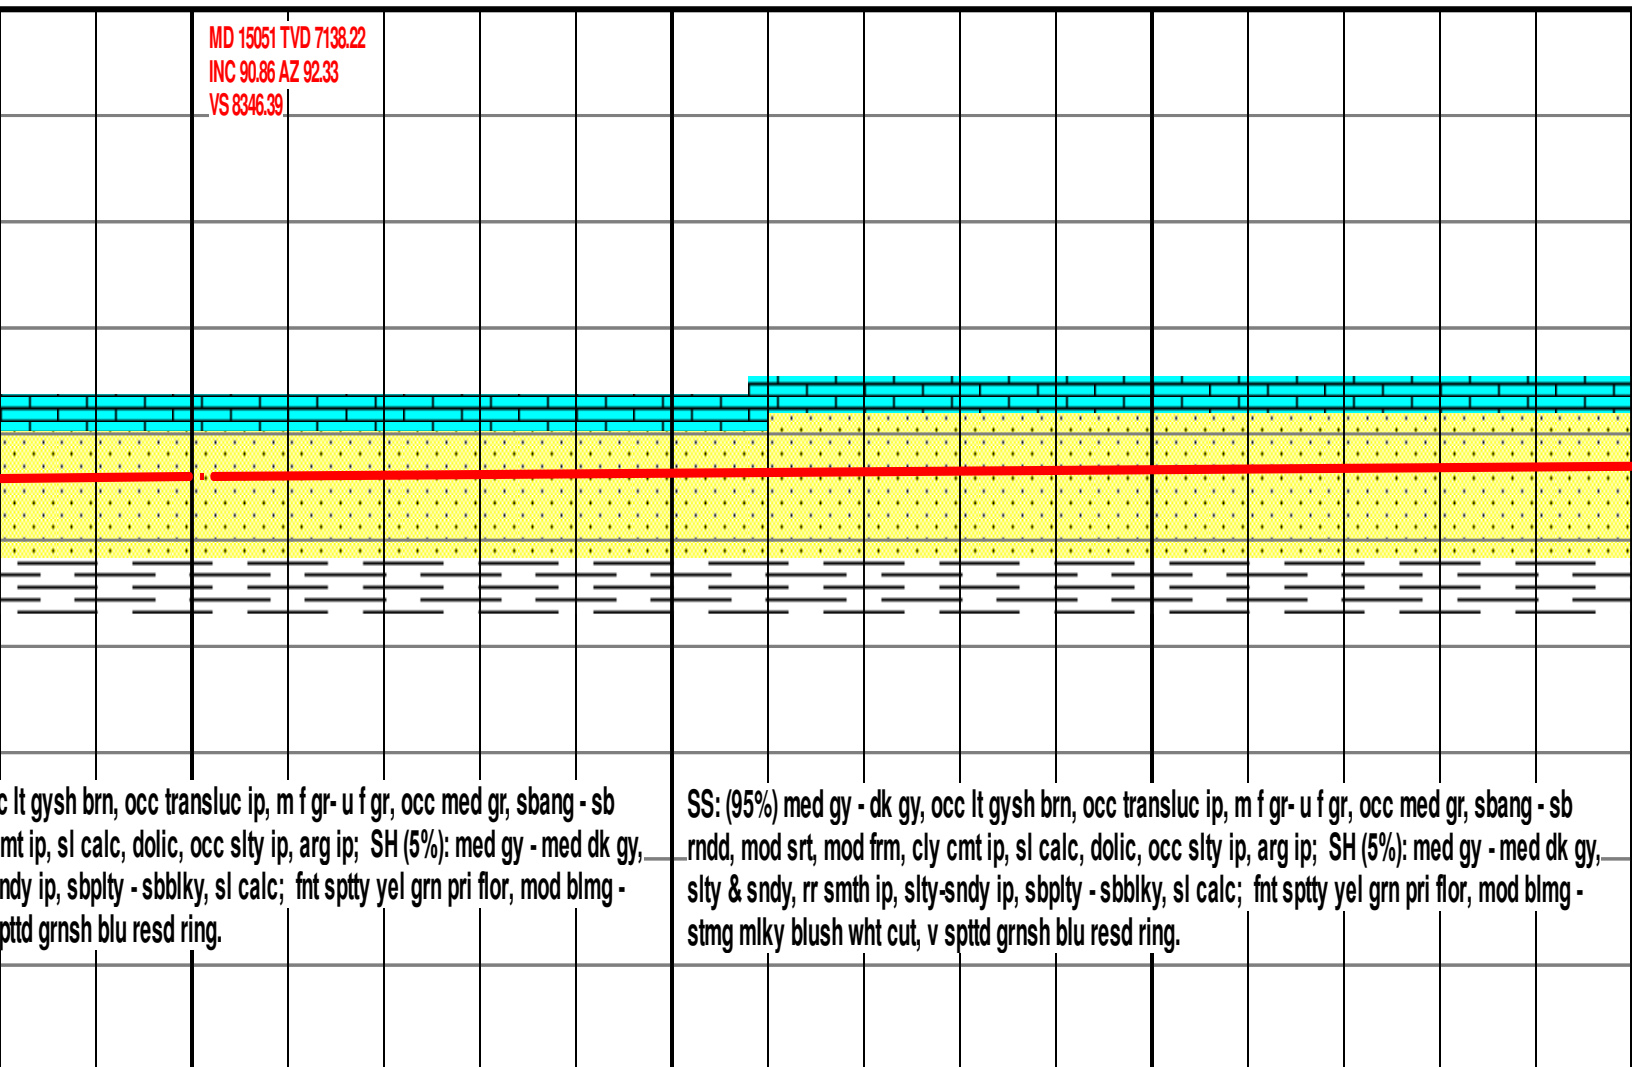 MD 15051 TVD 7138.22
INC 90.86 AZ 92.33
VS 8346.39
c lt gysh brn, occ transluc ip, m f gr- u f gr, occ med gr, sbang - sb
mt ip, sl calc, dolic, occ slty ip, arg ip;  SH (5%): med gy - med dk gy,
ndy ip, sbplty - sbblky, sl calc;  fnt sptty yel grn pri flor, mod blmg -
pttd grnsh blu resd ring.
SS: (95%) med gy - dk gy, occ lt gysh brn, occ transluc ip, m f gr- u f gr, occ med gr, sbang - sb
rndd, mod srt, mod frm, cly cmt ip, sl calc, dolic, occ slty ip, arg ip;  SH (5%): med gy - med dk gy,
slty & sndy, rr smth ip, slty-sndy ip, sbplty - sbblky, sl calc;  fnt sptty yel grn pri flor, mod blmg -
stmg mlky blush wht cut, v spttd grnsh blu resd ring.